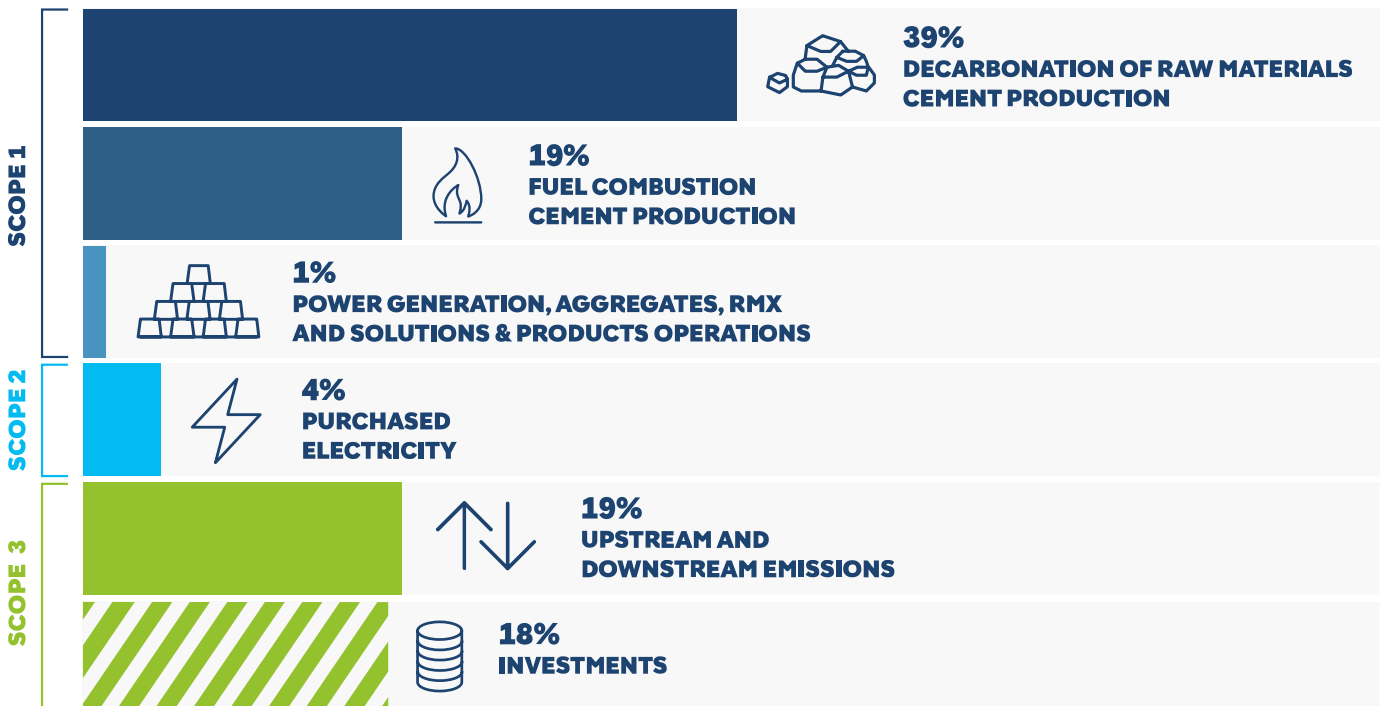 SCOPE 1
39%
DECARBONATION OF RAW MATERIALS
CEMENT PRODUCTION
19%
FUEL COMBUSTION
CEMENT PRODUCTION
1%
POWER GENERATION, AGGREGATES, RMX
AND SOLUTIONS & PRODUCTS OPERATIONS
SCOPE 2
4%
PURCHASED
ELECTRICITY
SCOPE 3
19%
UPSTREAM AND
DOWNSTREAM EMISSIONS
18%
INVESTMENTS